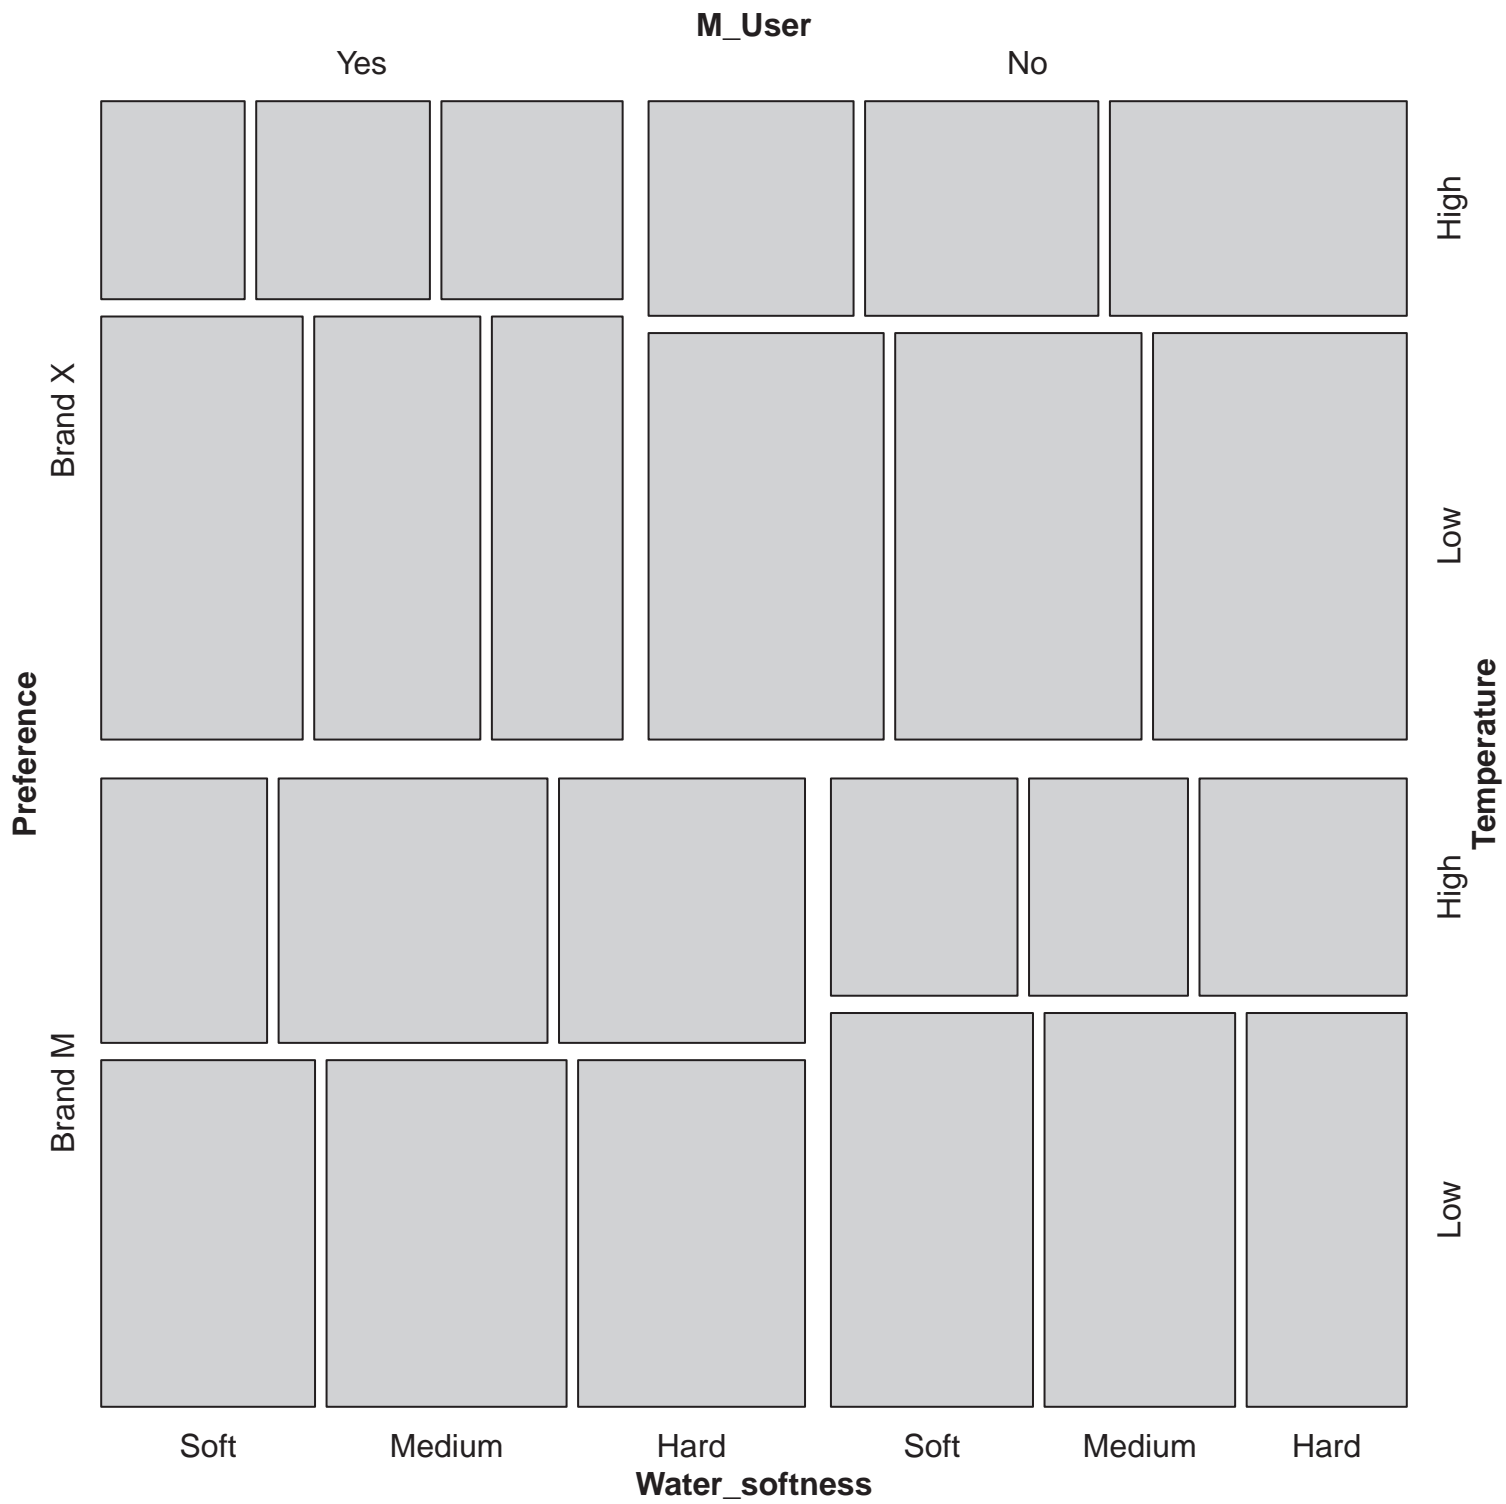 M_User
Yes
No
High
Brand X
Low
Preference
Temperature
High
Brand M
Low
Soft
Medium
Hard
Soft
Medium
Hard
Water_softness